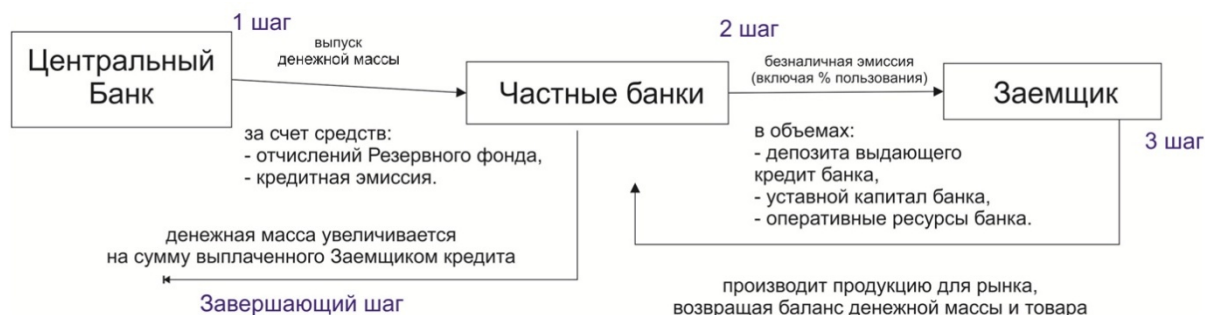 1 шаг
Центральный
Банк
выпуск
денежной массы
Частные банки
2 шаг
безналичная эмиссия
(включая % пользования)
Заемщик
3 шаг
за счет средств:
- отчислений Резервного фонда,
- кредитная эмиссия.
в объемах:
- депозита выдающего
кредит банка,
- уставной капитал банка,
- оперативные ресурсы банка.
денежная масса увеличивается
на сумму выплаченного Заемщиком кредита
Завершающий шаг
производит продукцию для рынка,
возвращая баланс денежной массы и товара